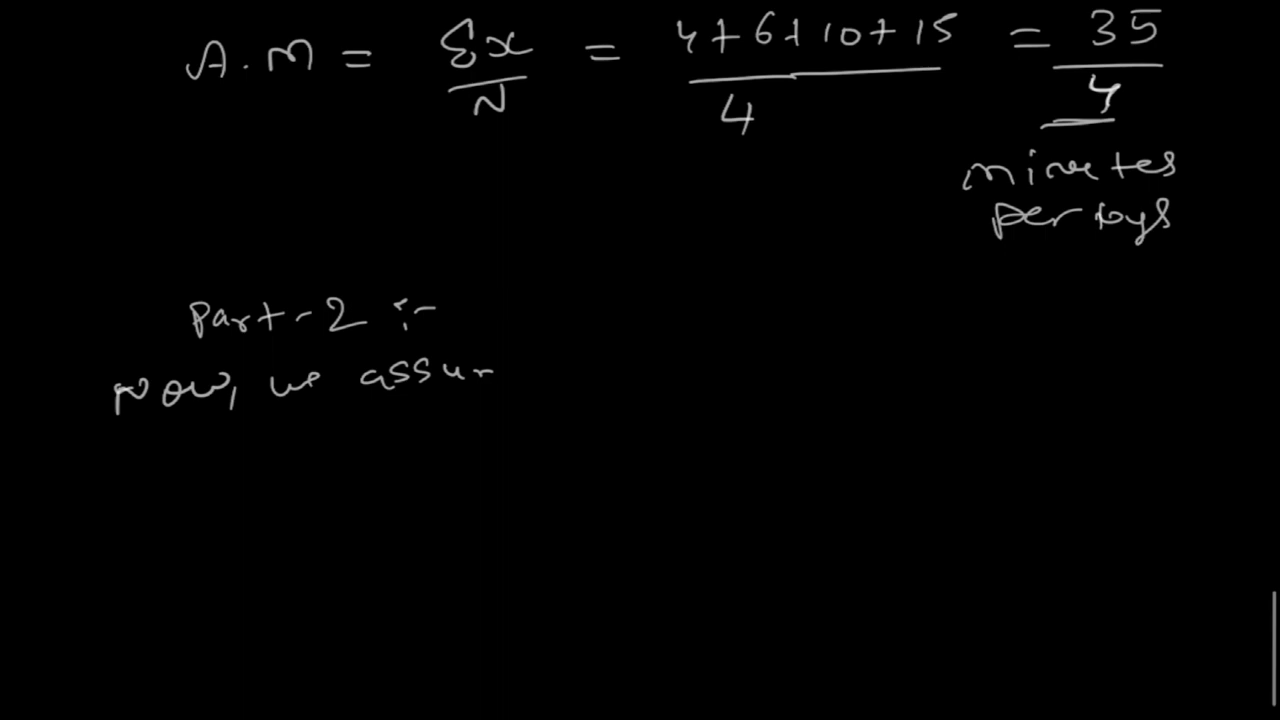 A.M = Σx / N = 4+6+10+15 / 4 = 35 / 4
minutes
per toys
Part-2 :-
Now, we assum